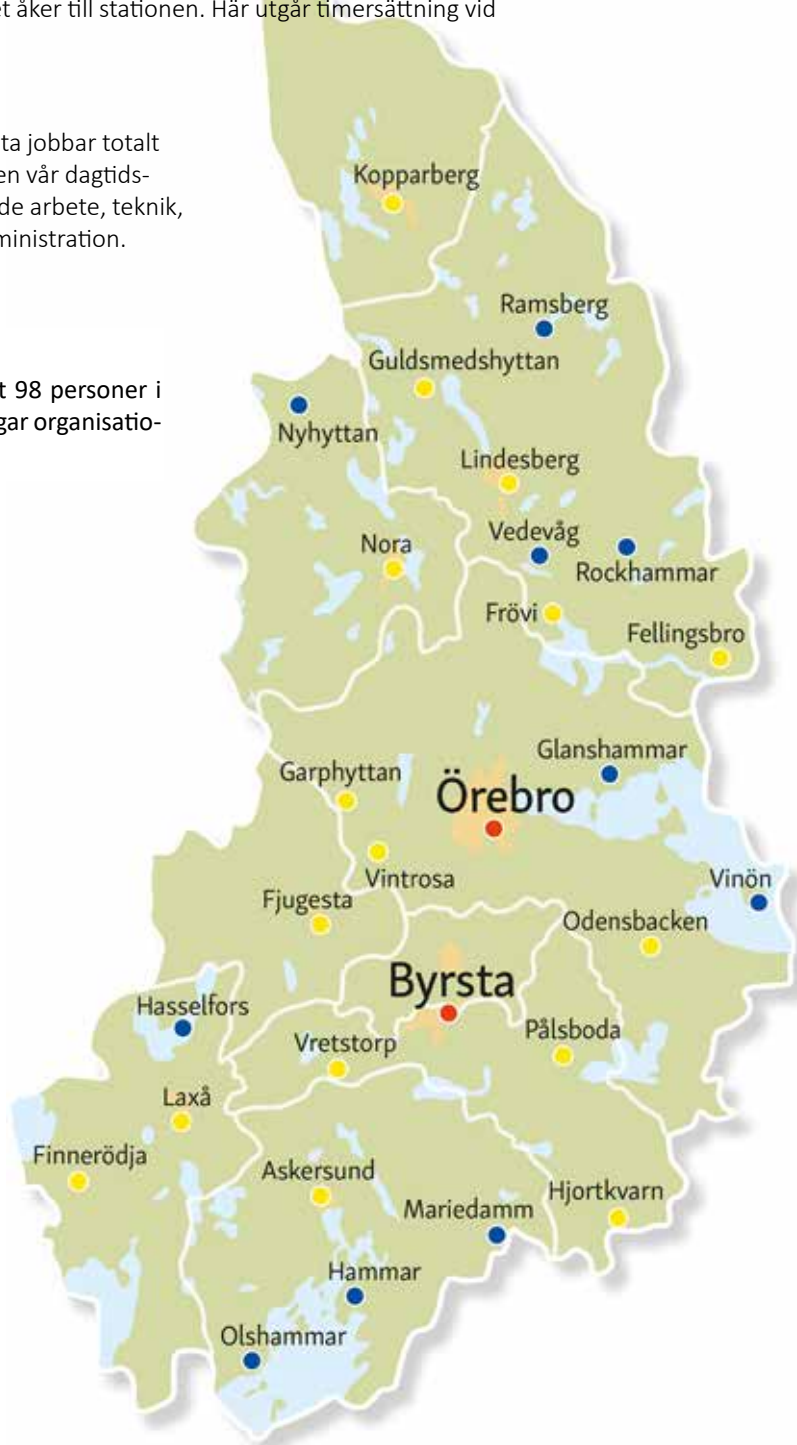 et åker till stationen. Här utgår timersättning vid
ta jobbar totalt
en vår dagtids-
de arbete, teknik,
ministration.
t 98 personer i
gar organisatio-
Kopparberg
Ramsberg
Guldsmedshyttan
Nyhyttan
Lindesberg
Vedevåg
Nora
Rockhammar
Frövi
Fellingsbro
Glanshammar
Garphyttan
Örebro
Vintrosa
Vinön
Fjugesta
Odensbacken
Byrsta
Hasselfors
Pålsboda
Vretstorp
Laxå
Finnerödja
Askersund
Hjortkvarn
Mariedamm
Hammar
Olshammar